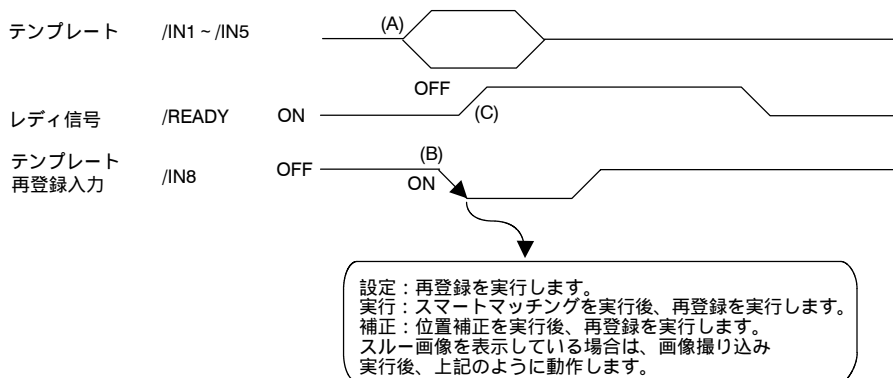 テンプレート /IN1 ~ /IN5 (A)
OFF
レディ信号 /READY ON (C)
テンプレート
再登録入力 /IN8 OFF (B)
ON
設定：再登録を実行します。
実行：スマートマッチングを実行後、再登録を実行します。
補正：位置補正を実行後、再登録を実行します。
スルー画像を表示している場合は、画像撮り込み
実行後、上記のように動作します。